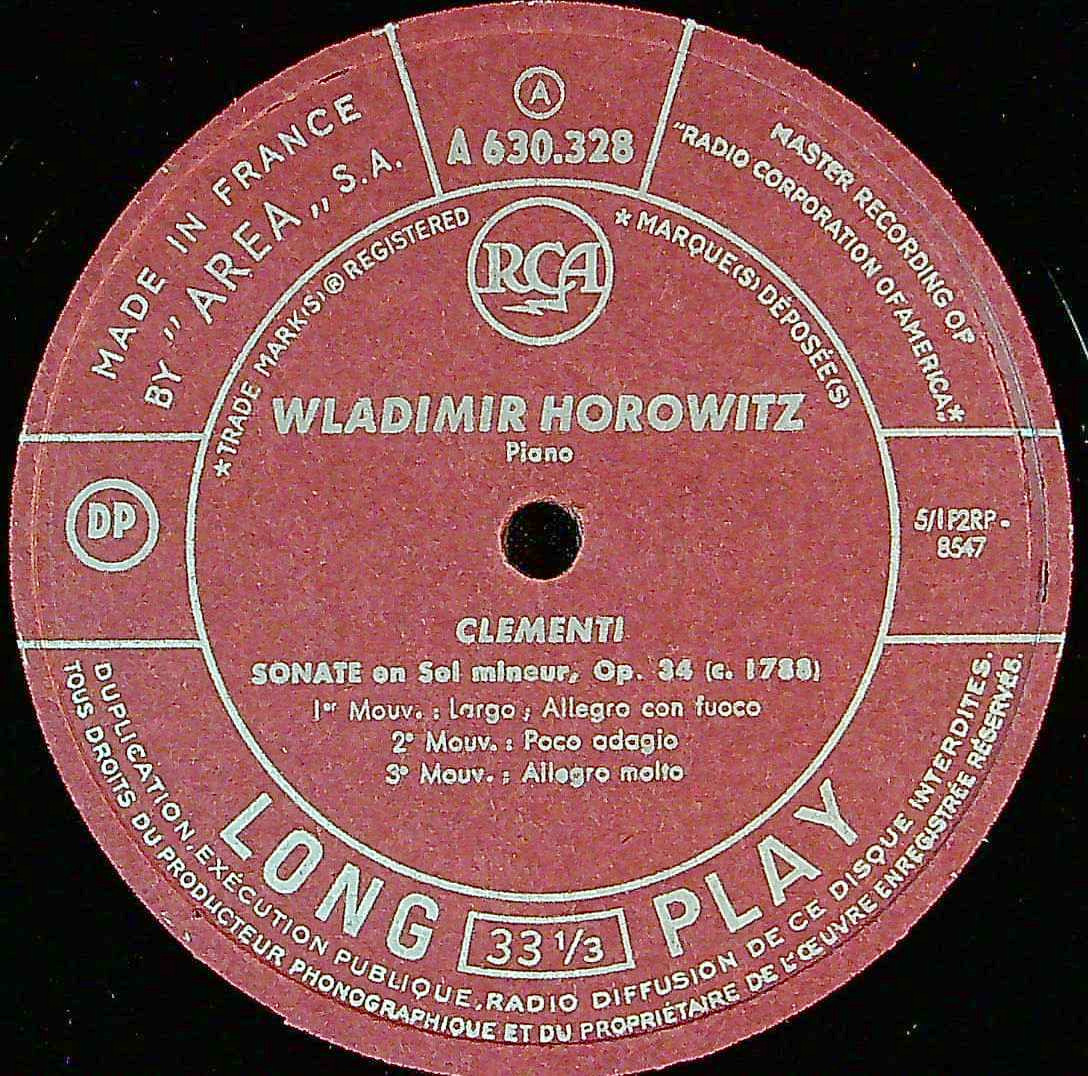 A
A 630.328
MADE IN FRANCE
BY "AREA„ S.A.
MASTER RECORDING OF
"RADIO CORPORATION OF AMERICA"*
*TRADE MARK(S) ® REGISTERED
*MARQUE(S) DÉPOSÉE(S)
RCA
WLADIMIR HOROWITZ
Piano
DP
5/1 F2RP-
8547
CLEMENTI
SONATE en Sol mineur, Op. 34 (c. 1788)
1er Mouv. : Largo ; Allegro con fuoco
2e Mouv. : Poco adagio
3e Mouv. : Allegro molto
LONG PLAY
33 1/3
DUPLICATION, EXÉCUTION PUBLIQUE, RADIO DIFFUSION DE CE DISQUE INTERDITES.
TOUS DROITS DU PRODUCTEUR PHONOGRAPHIQUE ET DU PROPRIÉTAIRE DE L'ŒUVRE ENREGISTRÉE RÉSERVÉS.